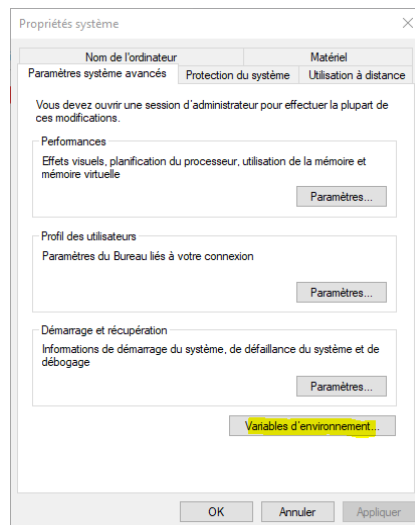 Propriétés système
Nom de l'ordinateur
Matériel
Paramètres système avancés
Protection du système
Utilisation à distance
Vous devez ouvrir une session d'administrateur pour effectuer la plupart de
ces modifications.
Performances
Effets visuels, planification du processeur, utilisation de la mémoire et
mémoire virtuelle
Paramètres...
Profil des utilisateurs
Paramètres du Bureau liés à votre connexion
Paramètres...
Démarrage et récupération
Informations de démarrage du système, de défaillance du système et de
débogage
Paramètres...
Variables d'environnement...
OK
Annuler
Appliquer